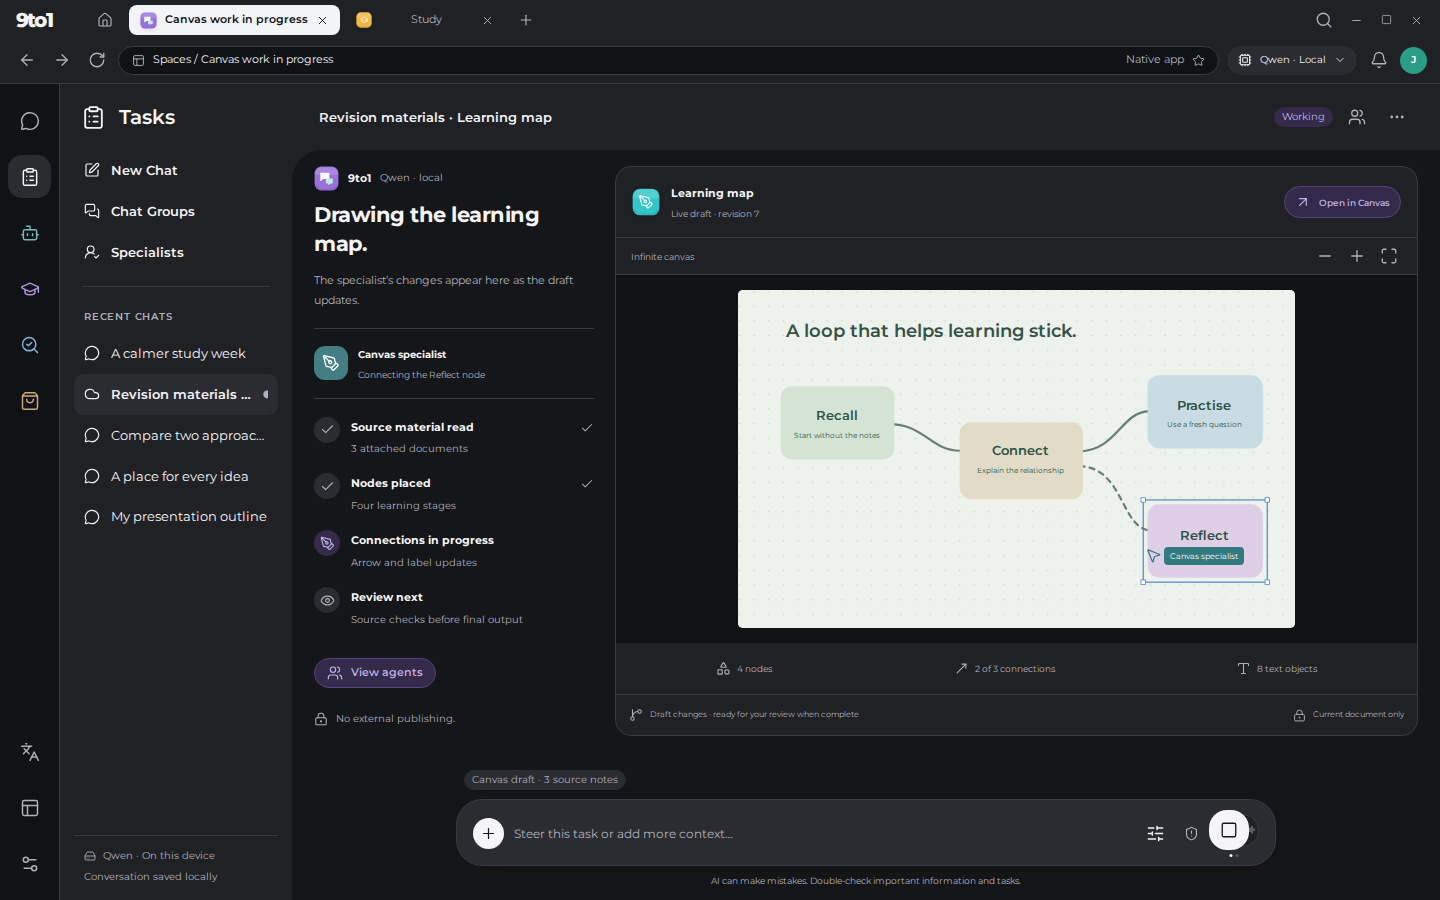 9to1
Canvas work in progress
Study
Spaces / Canvas work in progress
Native app
Qwen · Local
J
Tasks
New Chat
Chat Groups
Specialists
RECENT CHATS
A calmer study week
Revision materials ...
Compare two approac...
A place for every idea
My presentation outline
Qwen · On this device
Conversation saved locally
Revision materials · Learning map
Working
9to1 Qwen · local
Drawing the learning
map.
The specialist's changes appear here as the draft
updates.
Canvas specialist
Connecting the Reflect node
Source material read
3 attached documents
Nodes placed
Four learning stages
Connections in progress
Arrow and label updates
Review next
Source checks before final output
View agents
No external publishing.
Learning map
Live draft · revision 7
Open in Canvas
Infinite canvas
A loop that helps learning stick.
Recall
Start without the notes
Connect
Explain the relationship
Practise
Use a fresh question
Reflect
Canvas specialist
4 nodes
2 of 3 connections
8 text objects
Draft changes · ready for your review when complete
Current document only
Canvas draft · 3 source notes
Steer this task or add more context...
AI can make mistakes. Double-check important information and tasks.